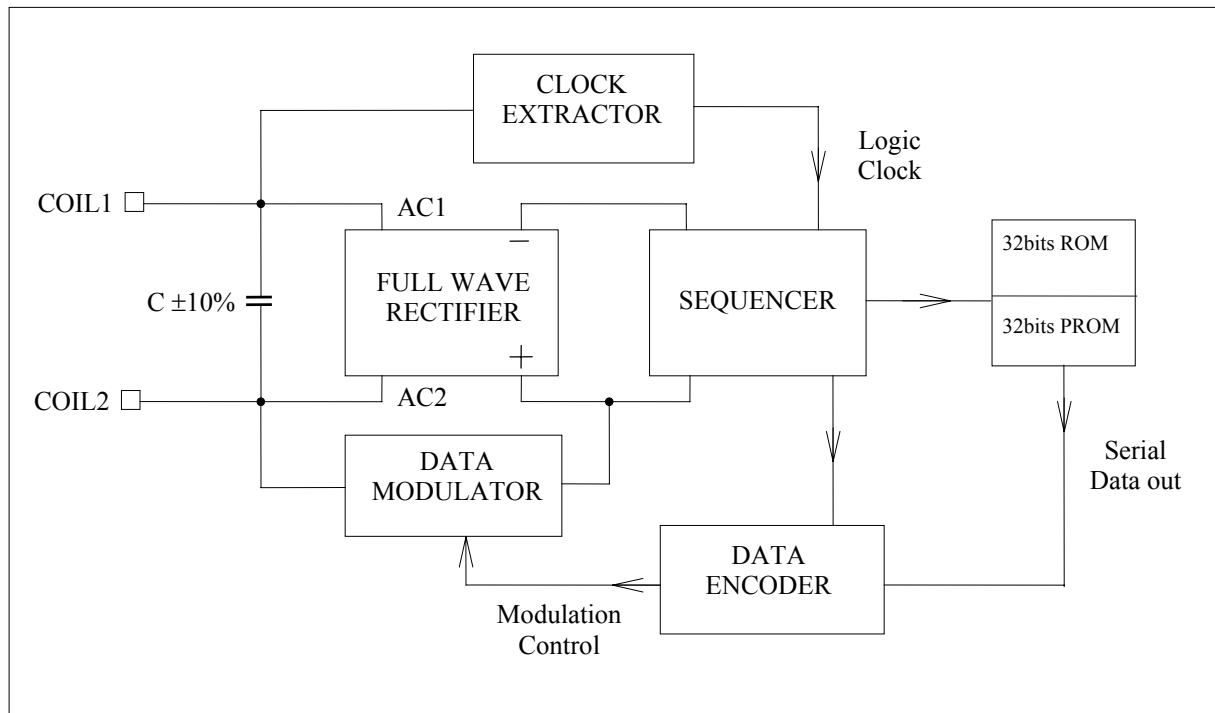 CLOCK
EXTRACTOR
Logic
Clock
COIL1
AC1
−
FULL WAVE
RECTIFIER
+
SEQUENCER
32bits ROM
32bits PROM
C ±10%
COIL2
AC2
DATA
MODULATOR
Serial
Data out
DATA
ENCODER
Modulation
Control